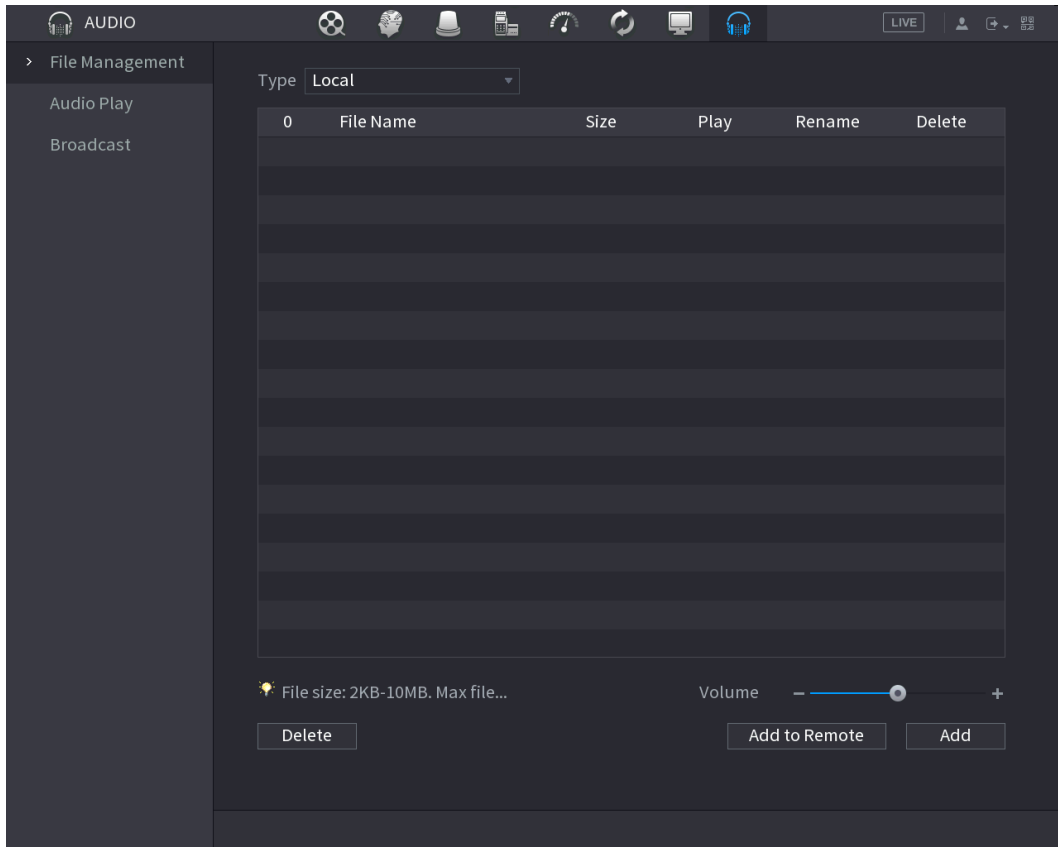 AUDIO
LIVE
File Management
Audio Play
Broadcast
Type Local
0 File Name Size Play Rename Delete
File size: 2KB-10MB. Max file...
Volume
Delete
Add to Remote
Add